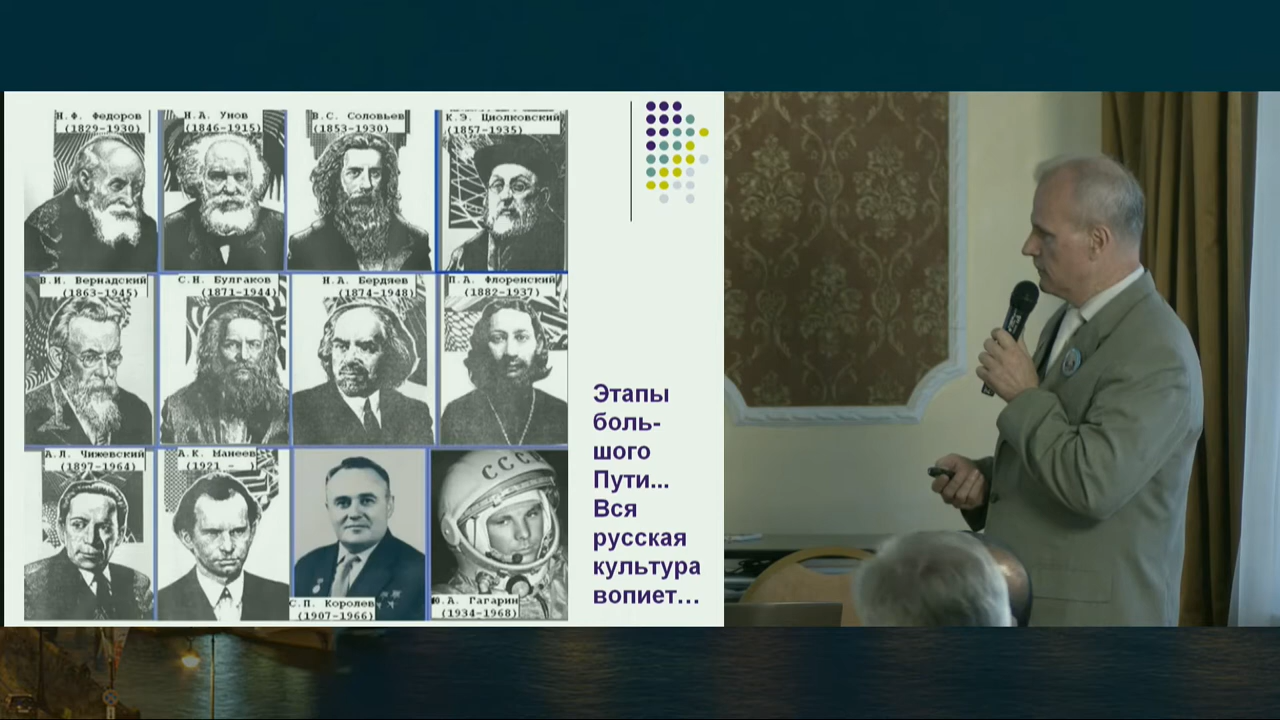 Н.Ф. Федоров
(1829-1930)
Н.А. Умов
(1846-1915)
В.С. Соловьев
(1853-1930)
К.Э. Циолковский
(1857-1935)
В.И. Вернадский
(1863-1945)
С.Н. Булгаков
(1871-1944)
Н.А. Бердяев
(1874-1948)
П.А. Флоренский
(1882-1937)
А.Л. Чижевский
(1897-1964)
А.К. Манеев
(1921 - )
С.П. Королев
(1907-1966)
СССР
Ю.А. Гагарин
(1934-1968)
Этапы
боль-
шого
Пути...
Вся
русская
культура
вопиет...